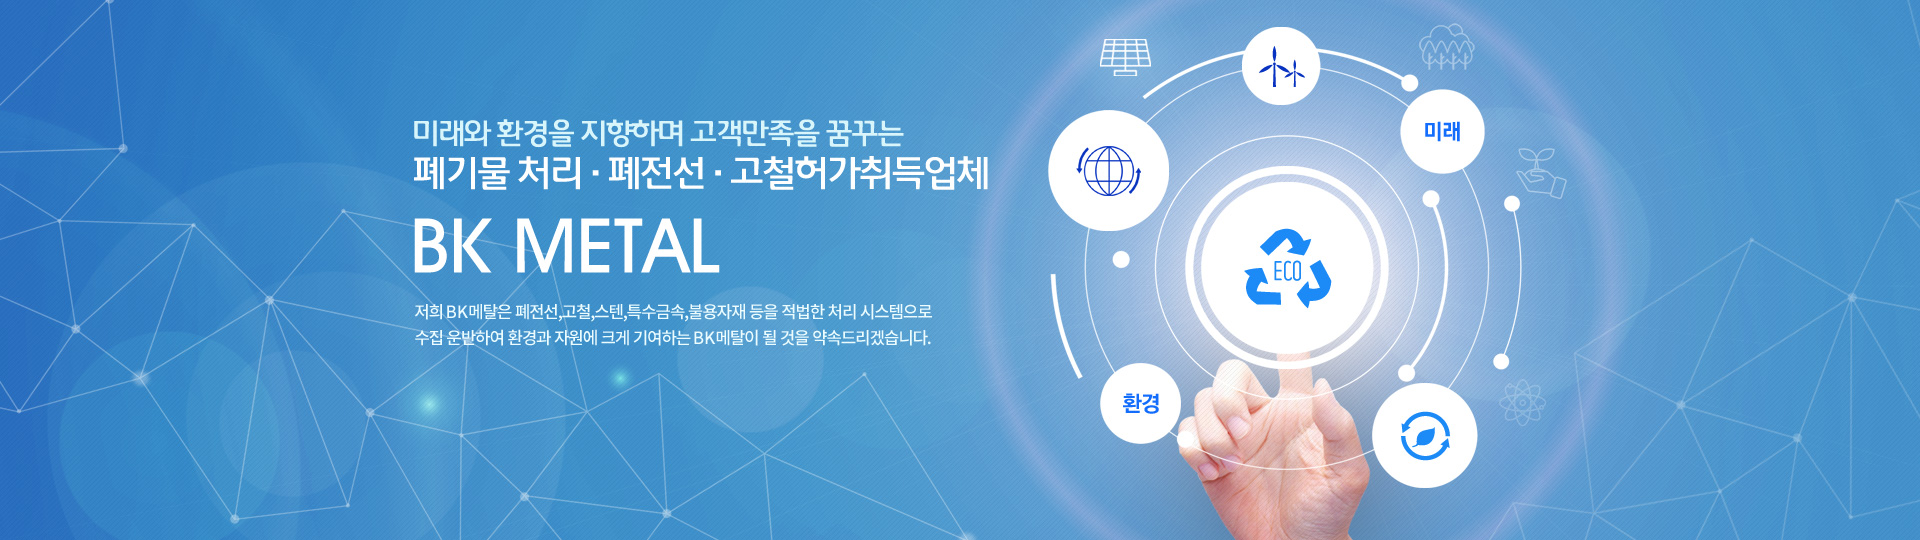 미래와 환경을 지향하며 고객만족을 꿈꾸는
폐기물 처리 · 폐전선 · 고철허가취득업체
BK METAL
저희 BK메탈은 폐전선,고철,스텐,특수금속,불용자재 등을 적법한 처리 시스템으로
수집 운반하여 환경과 자원에 크게 기여하는 BK메탈이 될 것을 약속드리겠습니다.
미래
ECO
환경